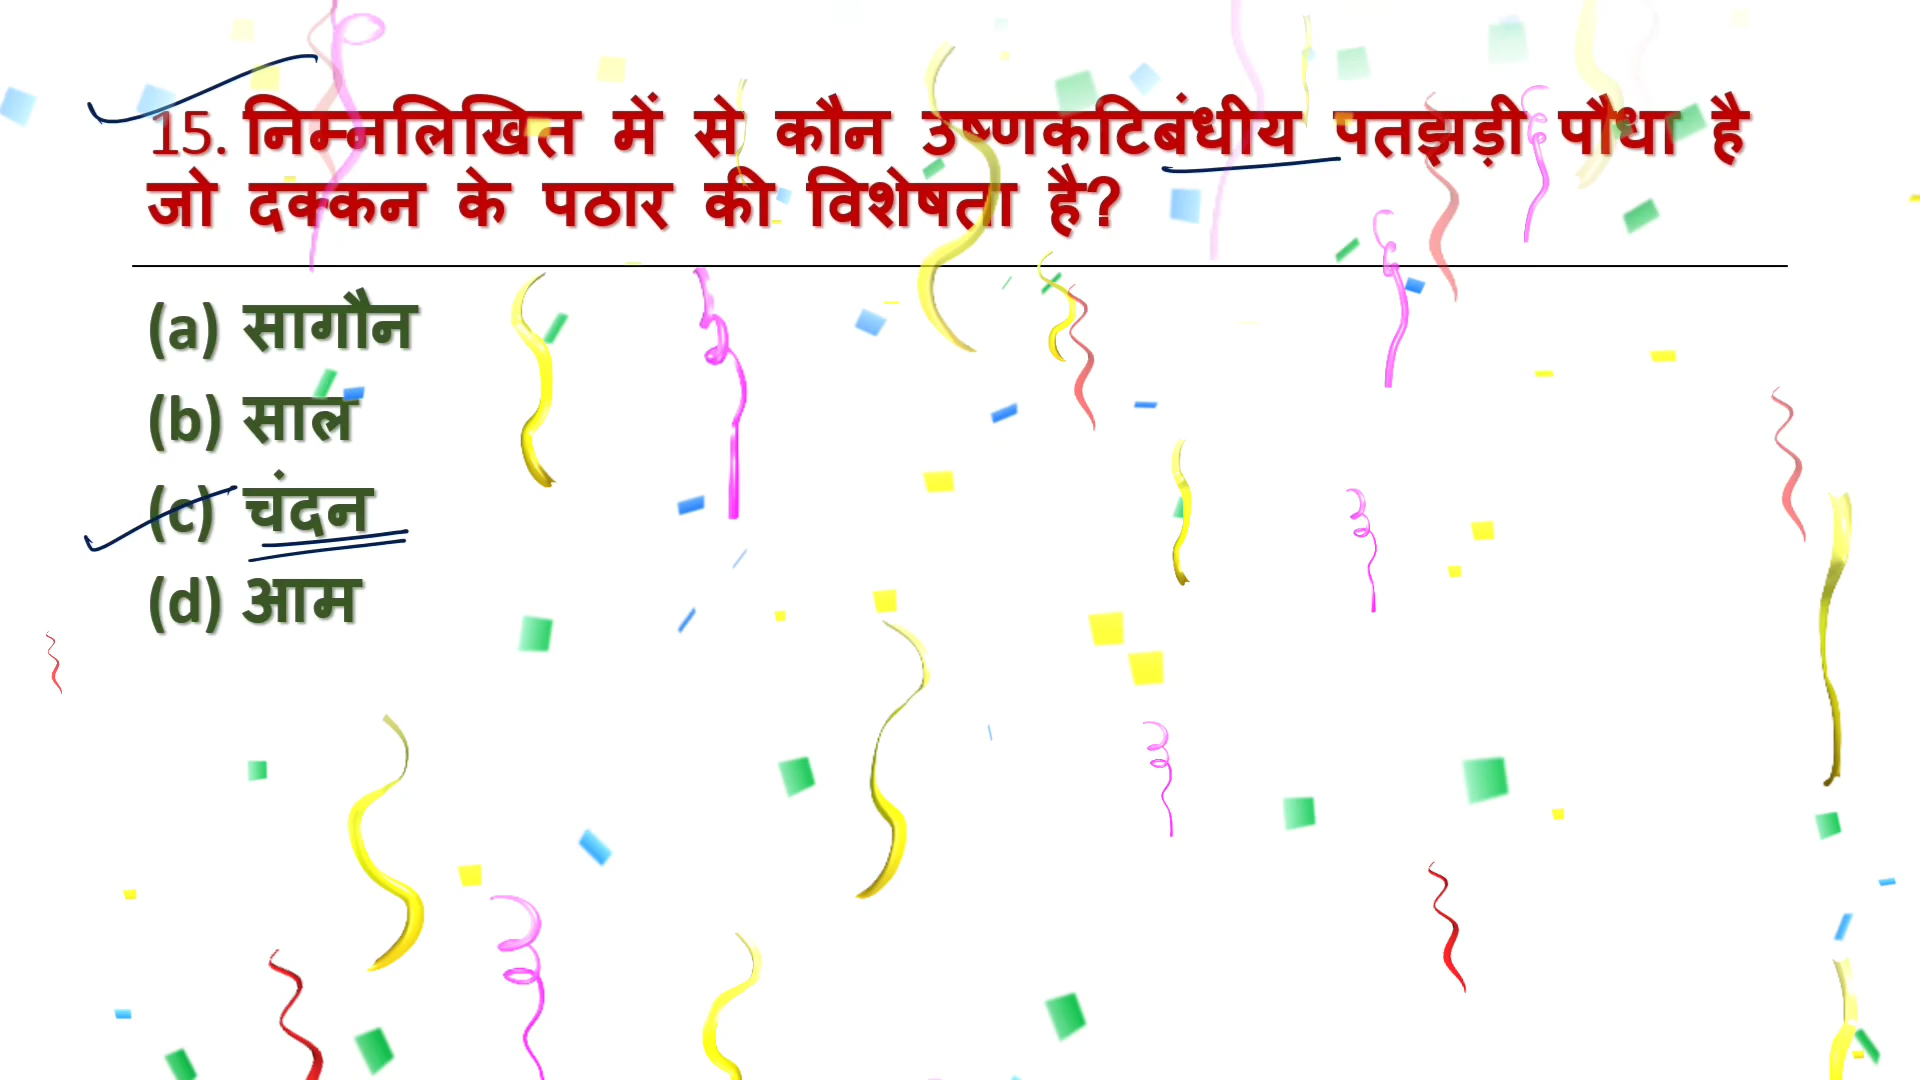 15. निम्नलिखित में से कौन उष्णकटिबंधीय पतझड़ी पौधा है
जो दक्कन के पठार की विशेषता है?
(a) सागौन
(b) साल
(c) चंदन
(d) आम